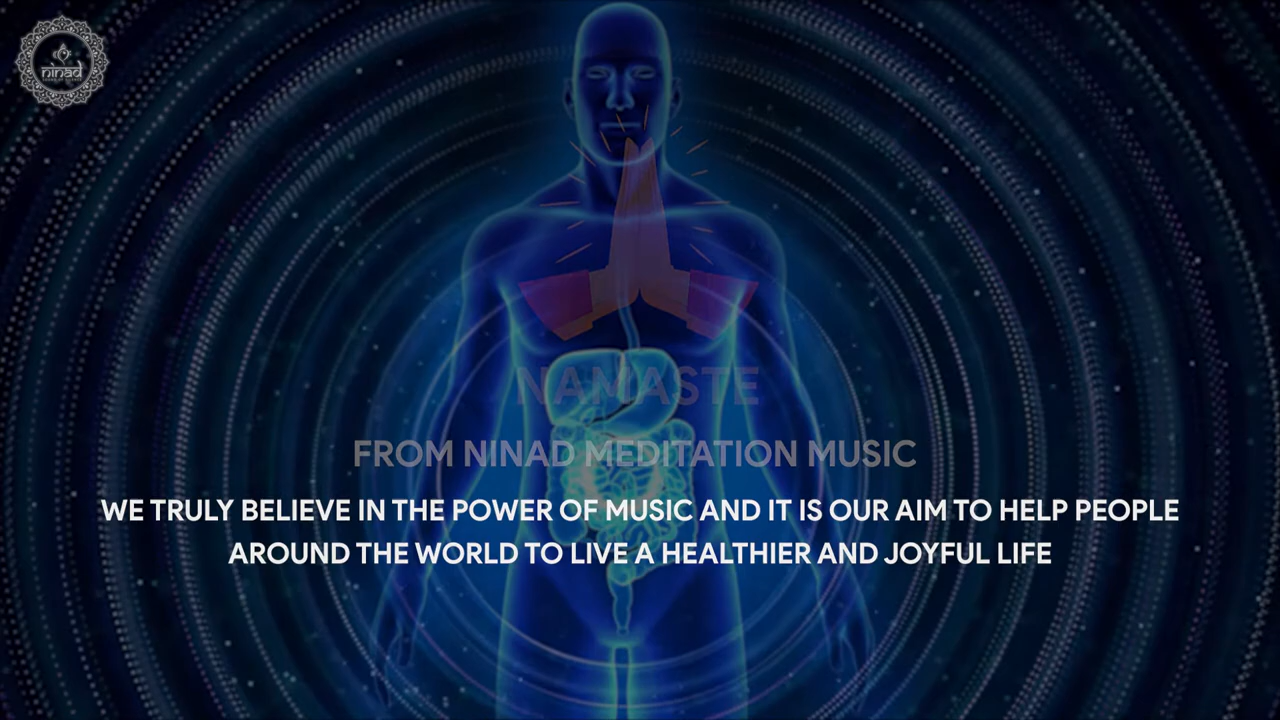 ninad
NAMASTE
FROM NINAD MEDITATION MUSIC
WE TRULY BELIEVE IN THE POWER OF MUSIC AND IT IS OUR AIM TO HELP PEOPLE
AROUND THE WORLD TO LIVE A HEALTHIER AND JOYFUL LIFE